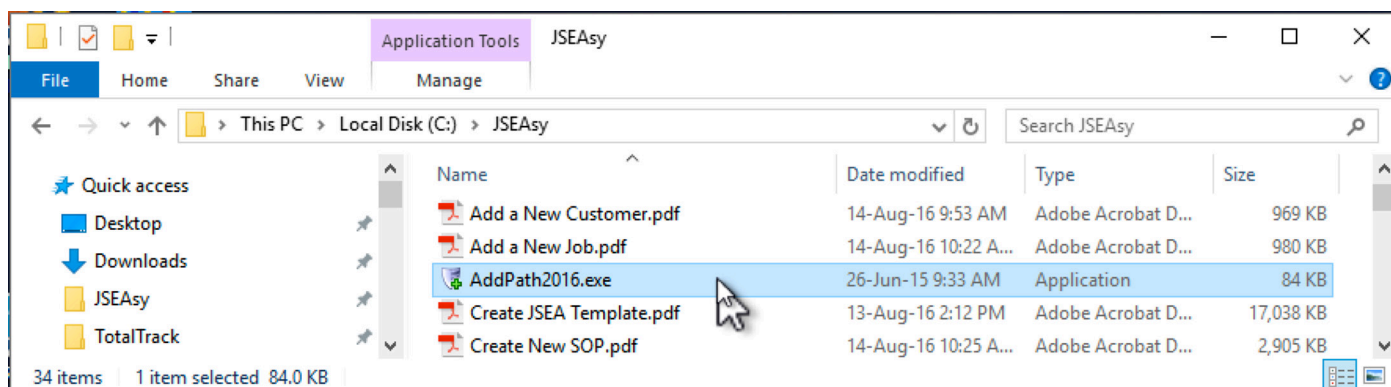 Application Tools JSEAsy
File Home Share View Manage
This PC > Local Disk (C:) > JSEAsy Search JSEAsy
Quick access
Desktop
Downloads
JSEAsy
TotalTrack
Name Date modified Type Size
Add a New Customer.pdf 14-Aug-16 9:53 AM Adobe Acrobat D... 969 KB
Add a New Job.pdf 14-Aug-16 10:22 A... Adobe Acrobat D... 980 KB
AddPath2016.exe 26-Jun-15 9:33 AM Application 84 KB
Create JSEA Template.pdf 13-Aug-16 2:12 PM Adobe Acrobat D... 17,038 KB
Create New SOP.pdf 14-Aug-16 10:25 A... Adobe Acrobat D... 2,905 KB
34 items 1 item selected 84.0 KB